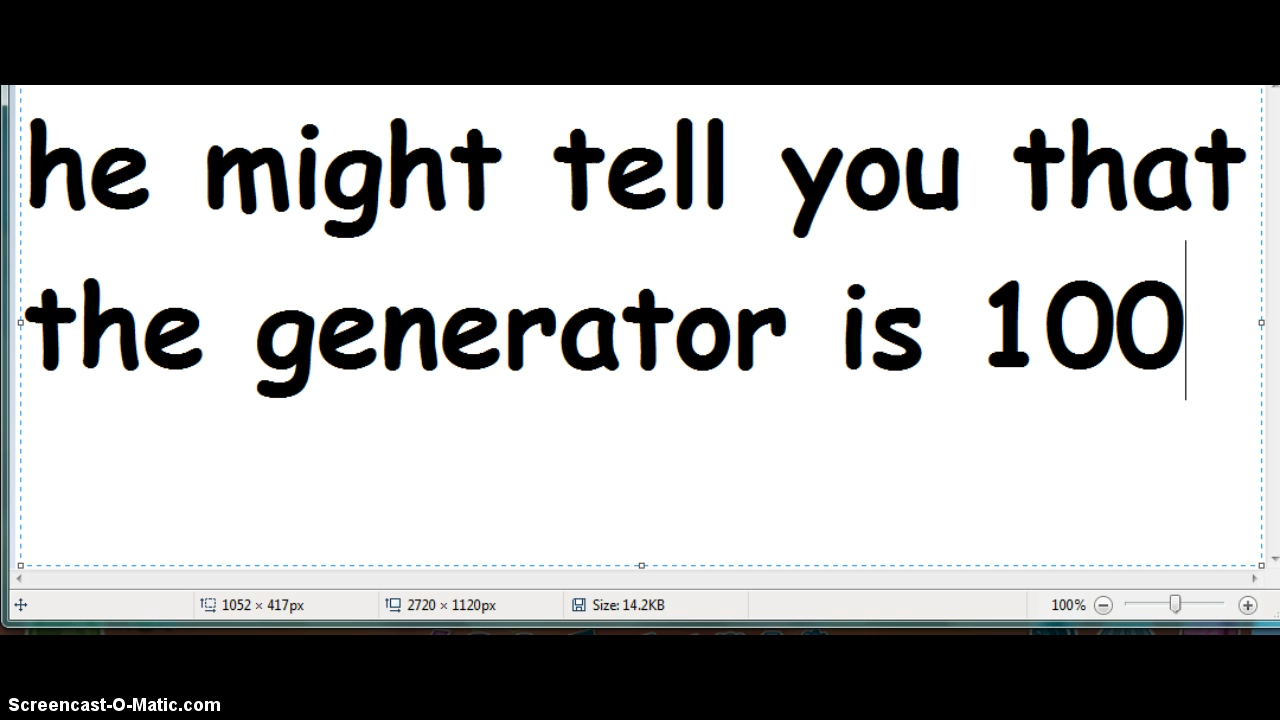 he might tell you that
the generator is 100
1052 × 417px 2720 × 1120px Size: 14.2KB 100%
Screencast-O-Matic.com